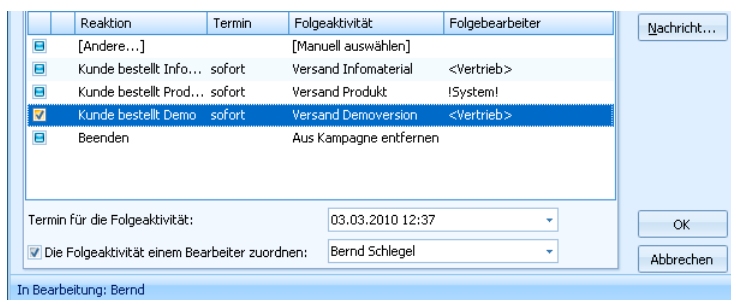 Reaktion Termin Folgeaktivität Folgebearbeiter
Nachricht...
[Andere...] [Manuell auswählen]
Kunde bestellt Info... sofort Versand Infomaterial <Vertrieb>
Kunde bestellt Prod... sofort Versand Produkt !System!
Kunde bestellt Demo sofort Versand Demoversion <Vertrieb>
Beenden Aus Kampagne entfernen
Termin für die Folgeaktivität: 03.03.2010 12:37
OK
Die Folgeaktivität einem Bearbeiter zuordnen: Bernd Schlegel
Abbrechen
In Bearbeitung: Bernd